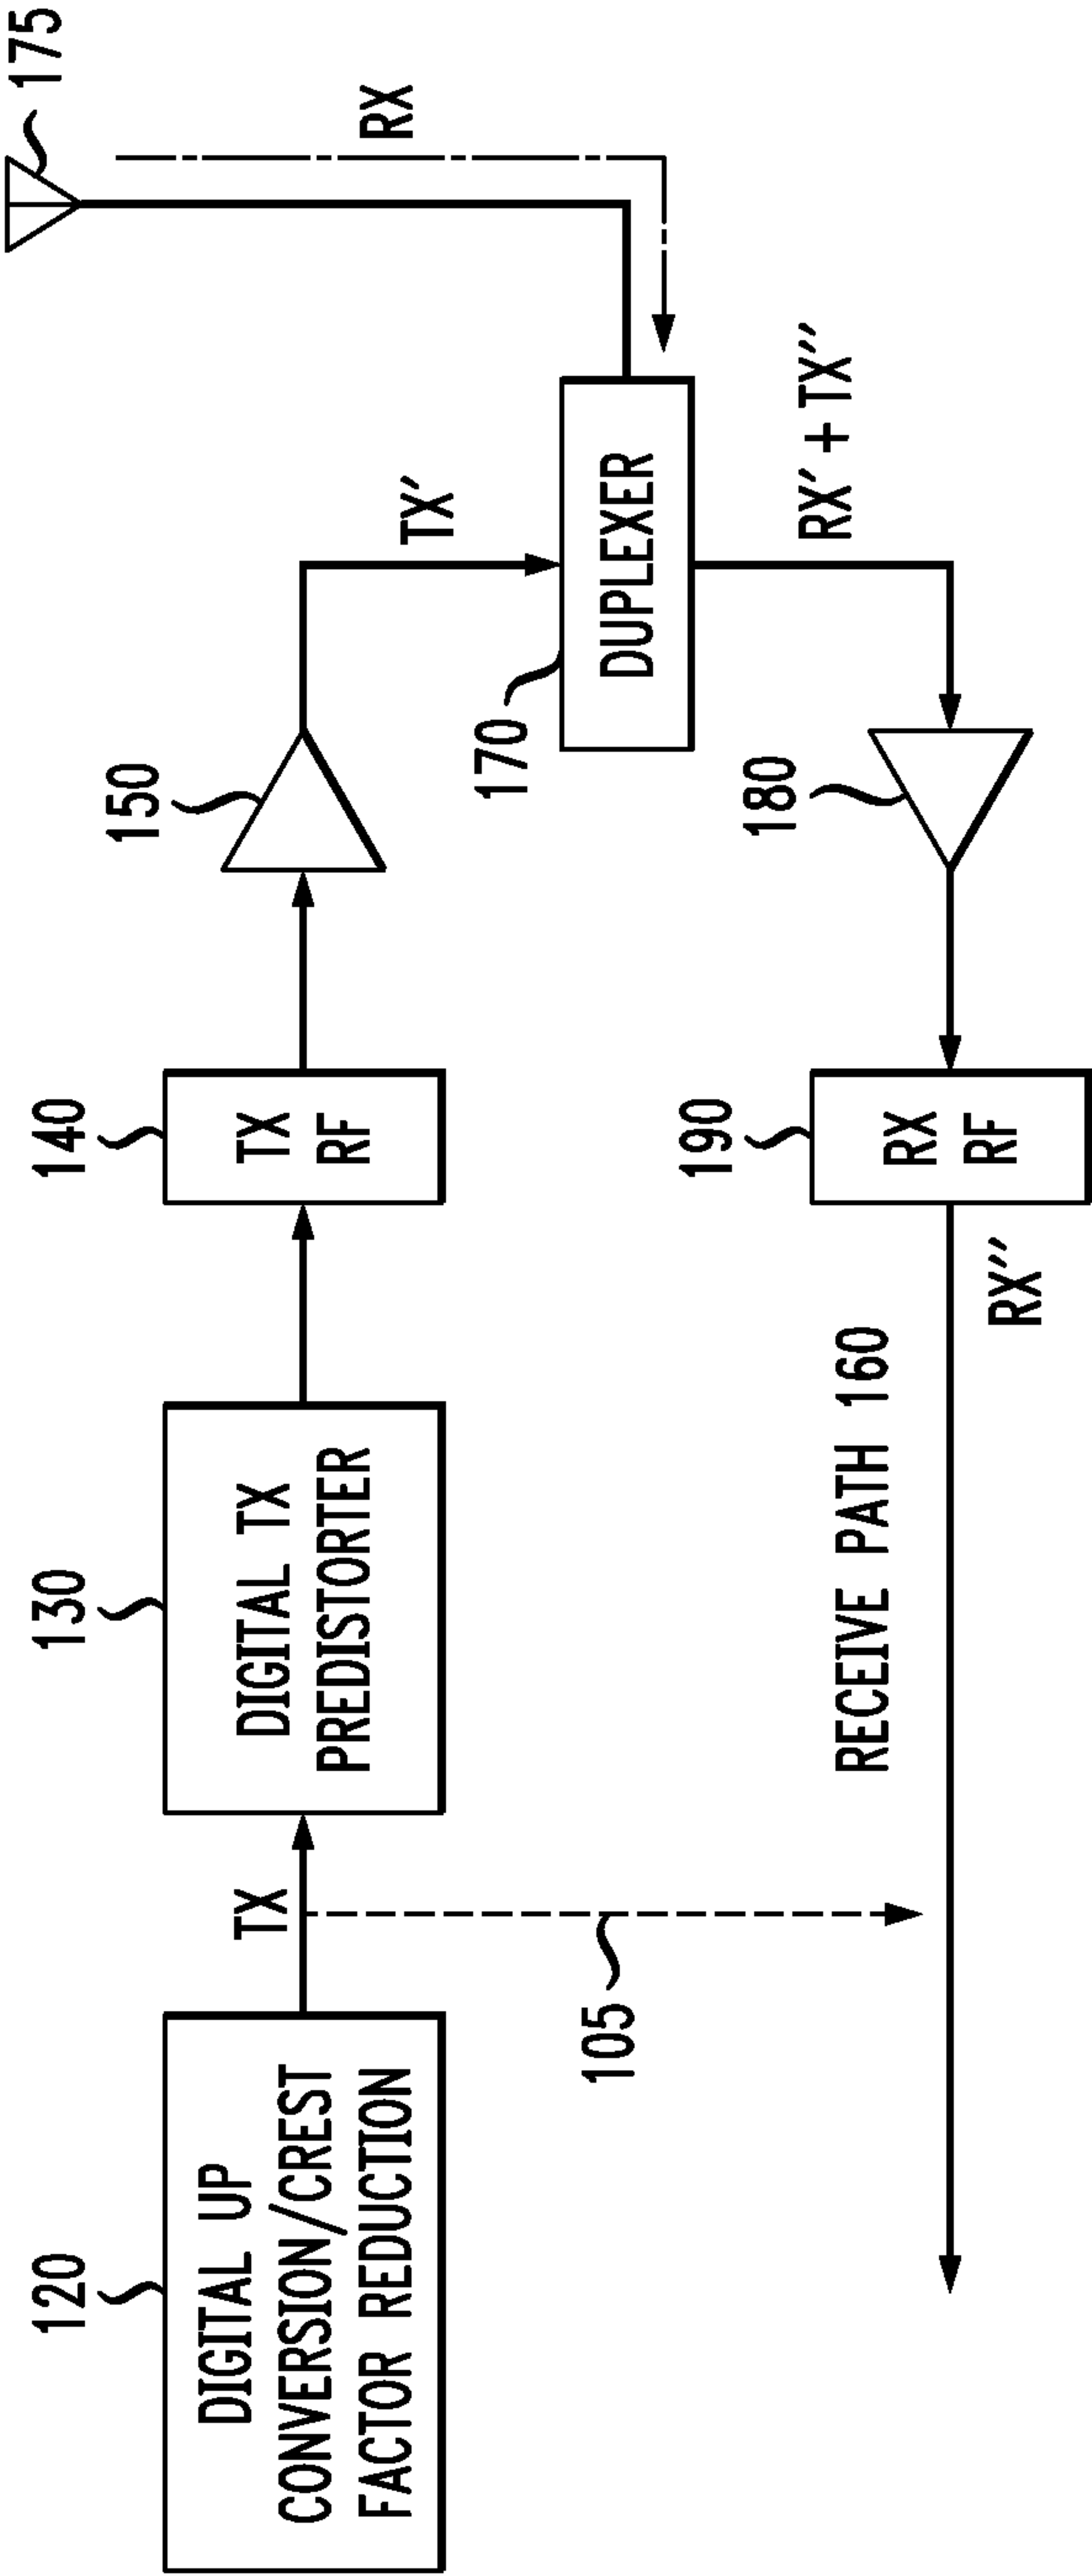 120
DIGITAL UP
CONVERSION/CREST
FACTOR REDUCTION
TX
105
130
DIGITAL TX
PREDISTORTER
140
TX
RF
150
TX′
170
DUPLEXER
175
RX
RX′ + TX″
180
190
RX
RF
RX″
RECEIVE PATH 160